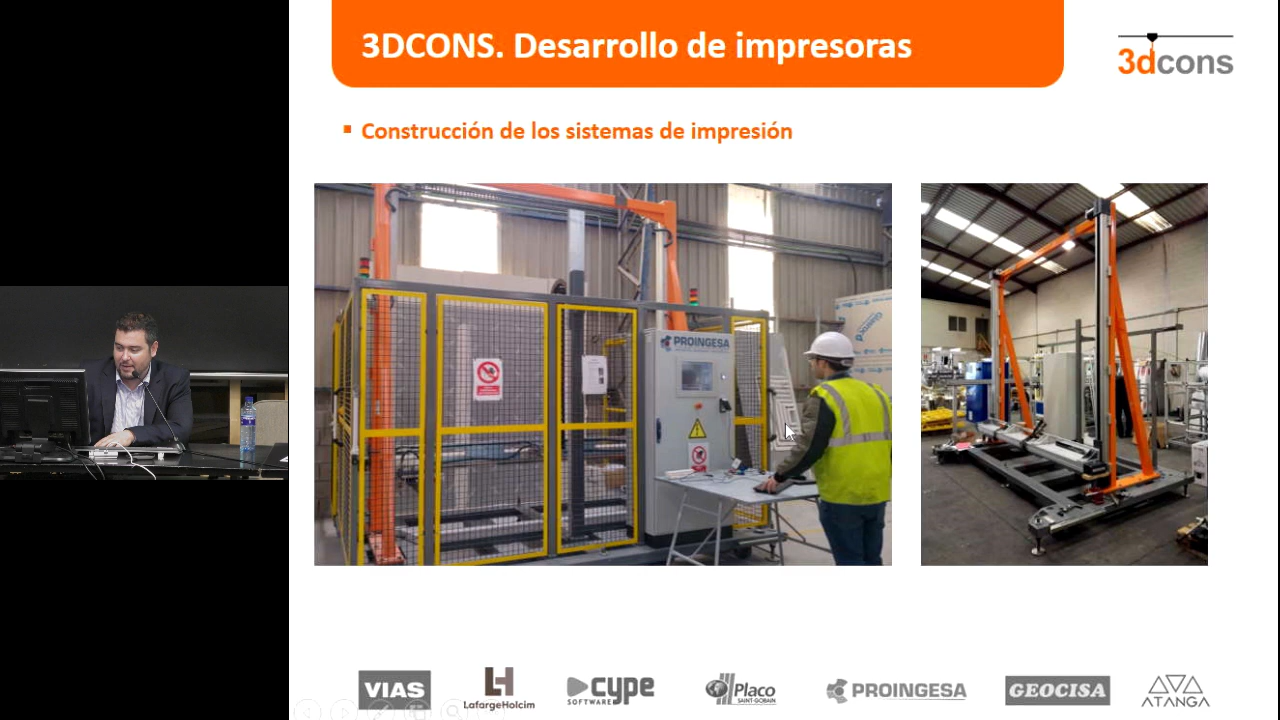 3DCONS. Desarrollo de impresoras
3dcons
Construcción de los sistemas de impresión
PROINGESA
VIAS
LafargeHolcim
cype
SOFTWARE
Placo
SAINT-GOBAIN
PROINGESA
GEOCISA
ATANGA